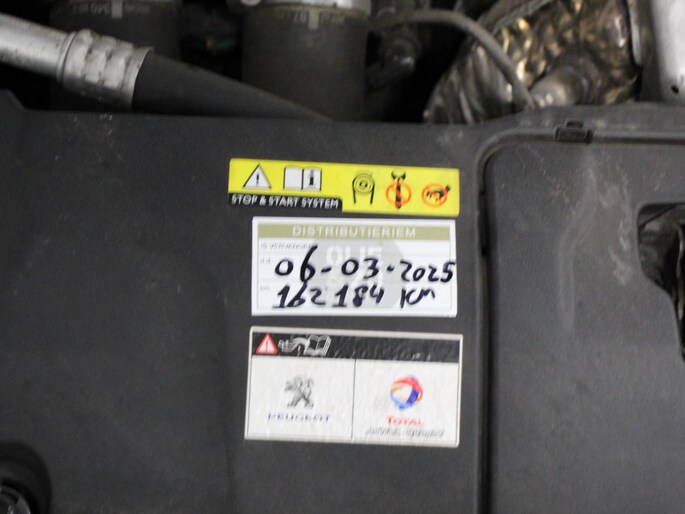 STOP & START SYSTEM
DISTRIBUTIERIEM
06-03-2025
162184 KM
PEUGEOT
TOTAL